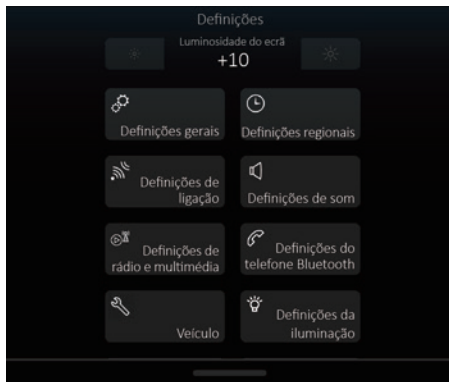 Definições
Luminosidade do ecrã
+10
Definições gerais
Definições regionais
Definições de
ligação
Definições de som
Definições de
rádio e multimédia
Definições do
telefone Bluetooth
Veículo
Definições da
iluminação